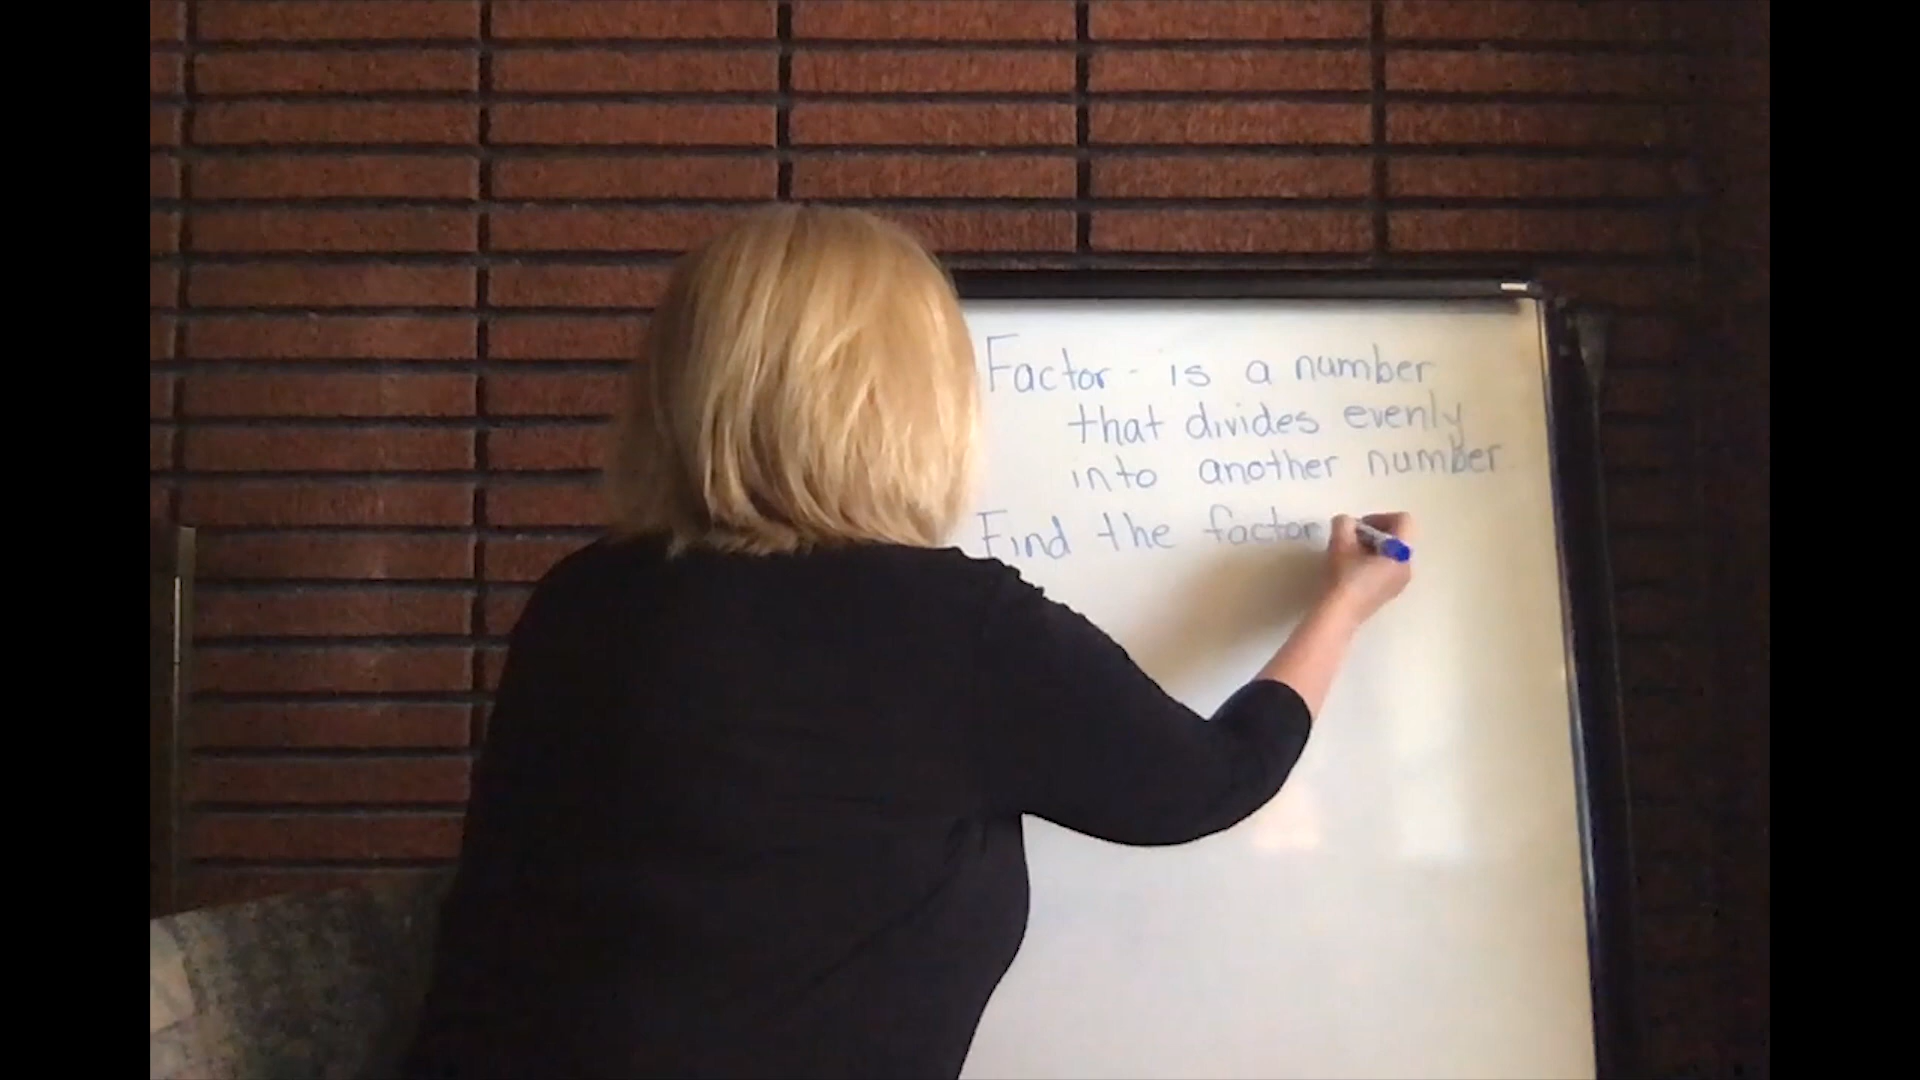 Factor - is a number
that divides evenly
into another number
Find the factor